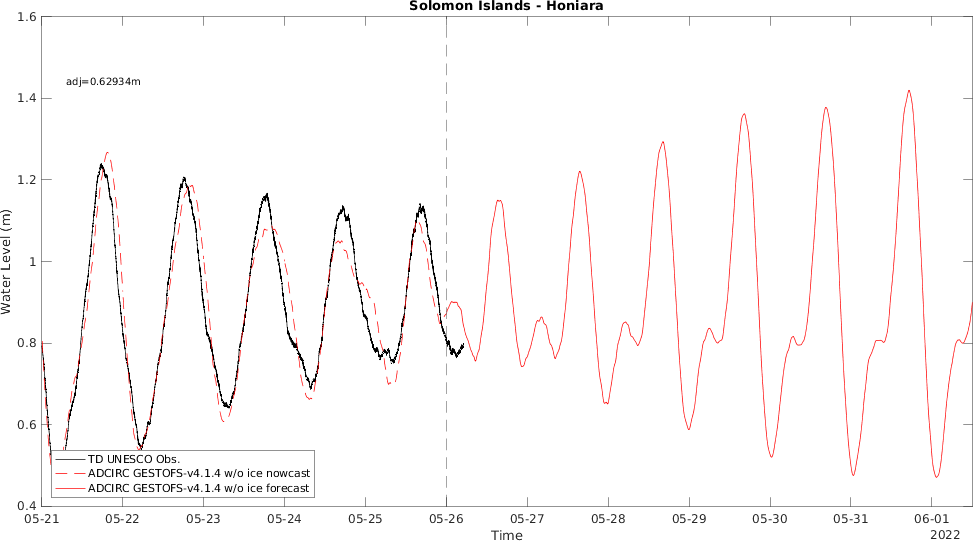 Solomon Islands - Honiara
1.6
adj=0.62934m
1.4
1.2
1
0.8
0.6
0.4
Water Level (m)
TD UNESCO Obs.
ADCIRC GESTOFS-v4.1.4 w/o ice nowcast
ADCIRC GESTOFS-v4.1.4 w/o ice forecast
05-21 05-22 05-23 05-24 05-25 05-26 05-27 05-28 05-29 05-30 05-31 06-01
Time
2022